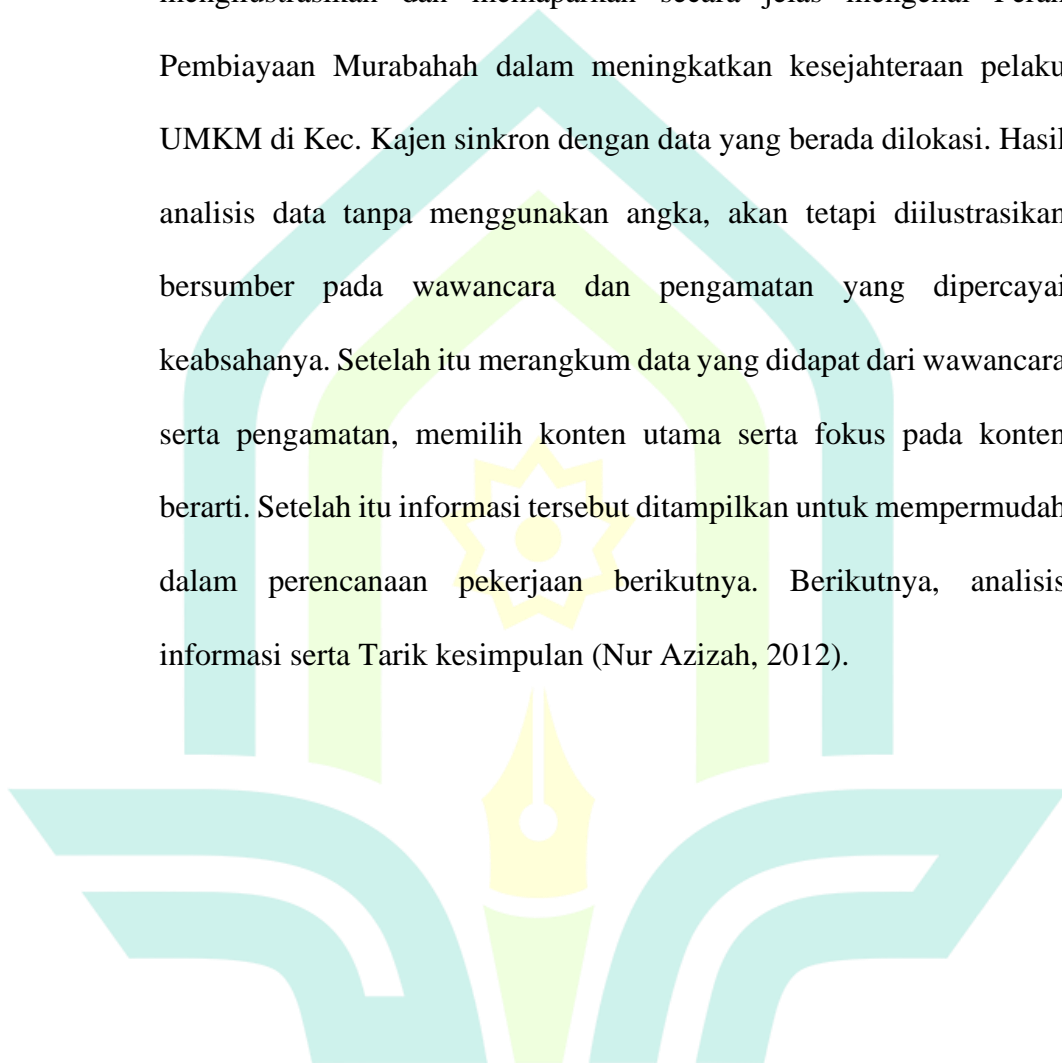 mengilustrasikan dan memaparkan secara jelas mengenai Peran
Pembiayaan Murabahah dalam meningkatkan kesejahteraan pelaku
UMKM di Kec. Kajen sinkron dengan data yang berada dilokasi. Hasil
analisis data tanpa menggunakan angka, akan tetapi diilustrasikan
bersumber pada wawancara dan pengamatan yang dipercayai
keabsahanya. Setelah itu merangkum data yang didapat dari wawancara
serta pengamatan, memilih konten utama serta fokus pada konten
berarti. Setelah itu informasi tersebut ditampilkan untuk mempermudah
dalam perencanaan pekerjaan berikutnya. Berikutnya, analisis
informasi serta Tarik kesimpulan (Nur Azizah, 2012).